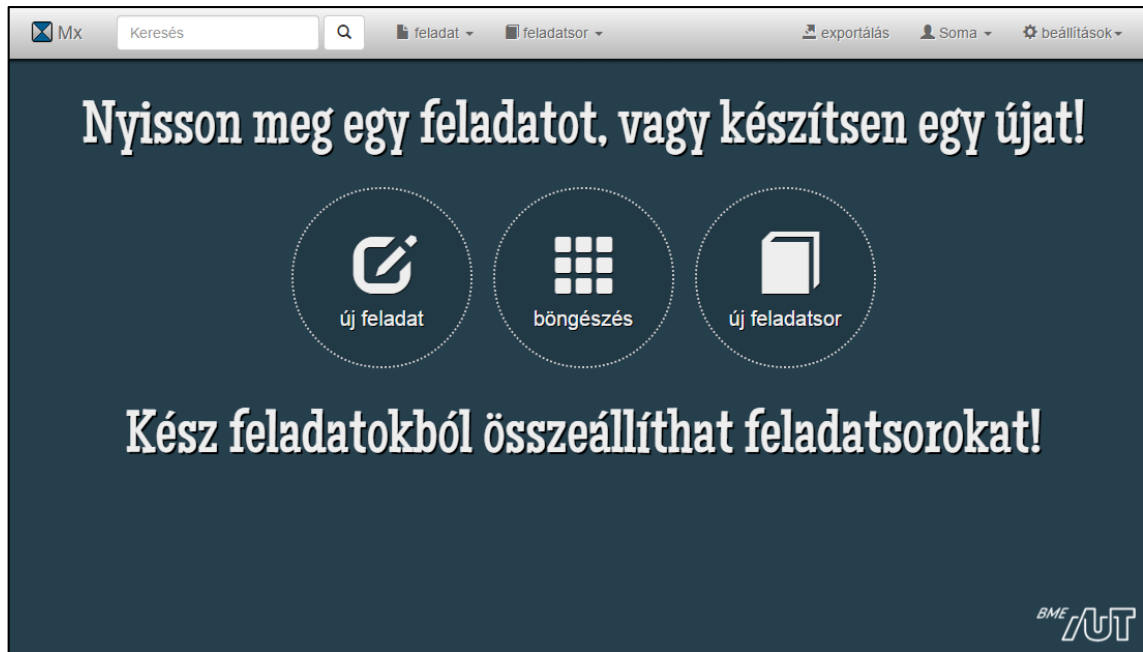 Mx Keresés feladat feladatsor exportálás Soma beállítások
Nyisson meg egy feladatot, vagy készítsen egy újat!
új feladat böngészés új feladatsor
Kész feladatokból összeállíthat feladatsorokat!
BME AUT